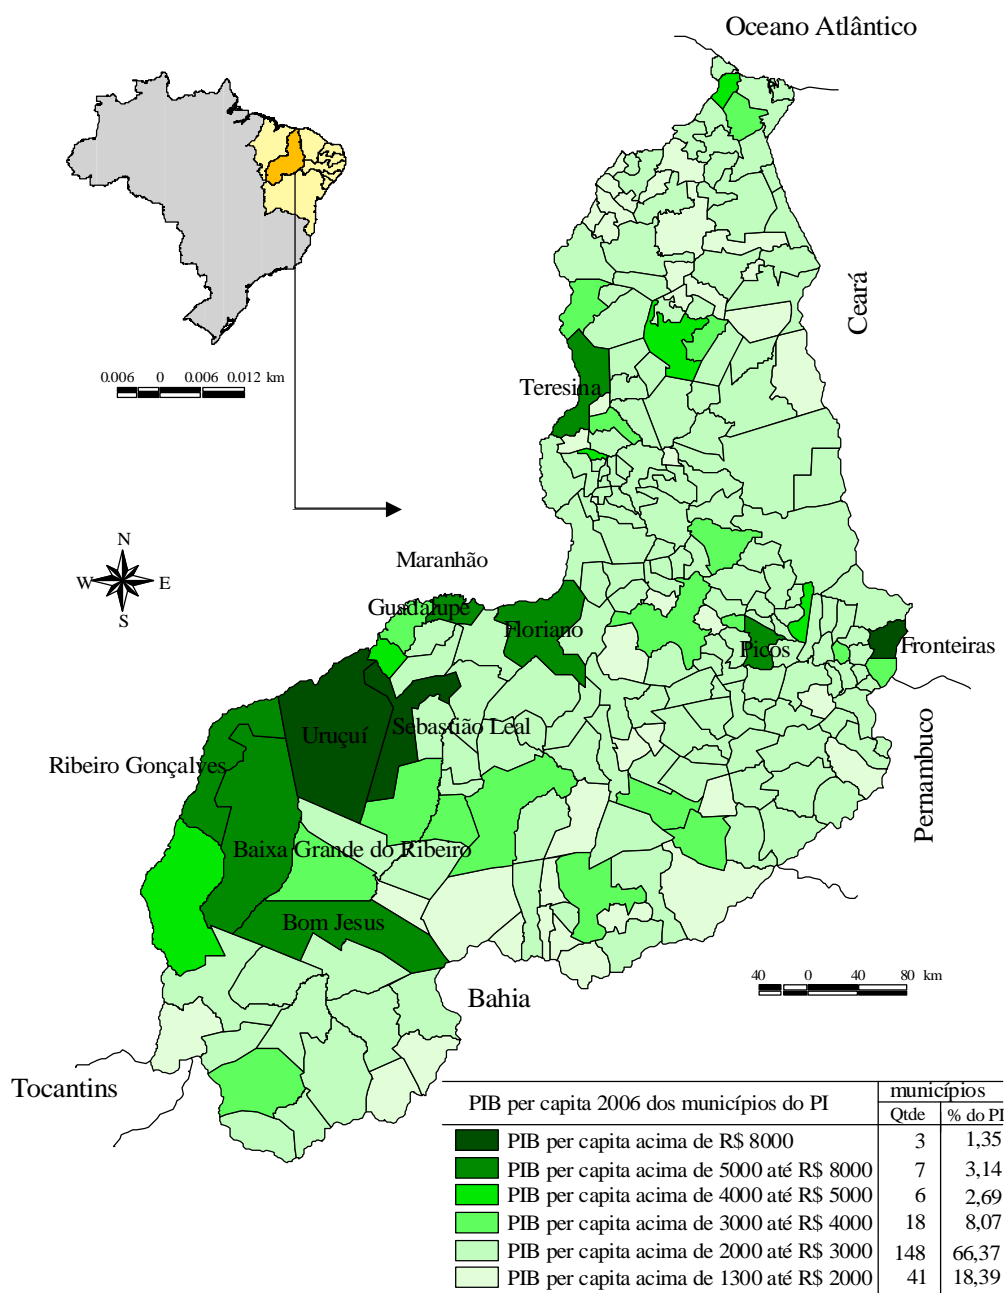 Oceano Atlântico
Ceará
0.006 0 0.006 0.012 km
Teresina
N
W E
S
Maranhão
Guadalupe
Floriano
Picos
Fronteiras
Uruçuí
Sebastião Leal
Ribeiro Gonçalves
Pernambuco
Baixa Grande do Ribeiro
Bom Jesus
40 0 40 80 km
Bahia
Tocantins
PIB per capita 2006 dos municípios do PI municípios
Qtde % do PI
PIB per capita acima de R$ 8000 3 1,35
PIB per capita acima de 5000 até R$ 8000 7 3,14
PIB per capita acima de 4000 até R$ 5000 6 2,69
PIB per capita acima de 3000 até R$ 4000 18 8,07
PIB per capita acima de 2000 até R$ 3000 148 66,37
PIB per capita acima de 1300 até R$ 2000 41 18,39